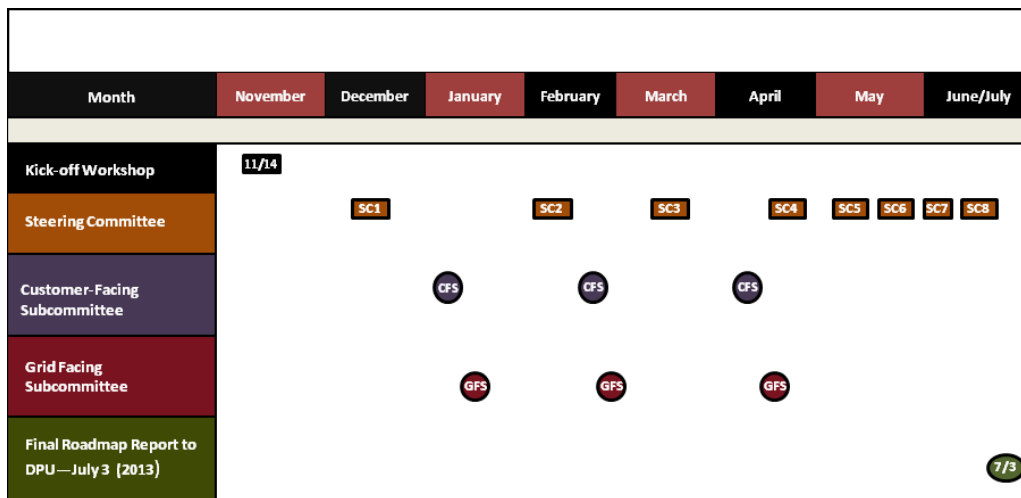 Month November December January February March April May June/July
Kick-off Workshop 11/14
Steering Committee SC1 SC2 SC3 SC4 SC5 SC6 SC7 SC8
Customer-Facing
Subcommittee CFS CFS CFS
Grid Facing
Subcommittee GFS GFS GFS
Final Roadmap Report to
DPU—July 3 (2013) 7/3